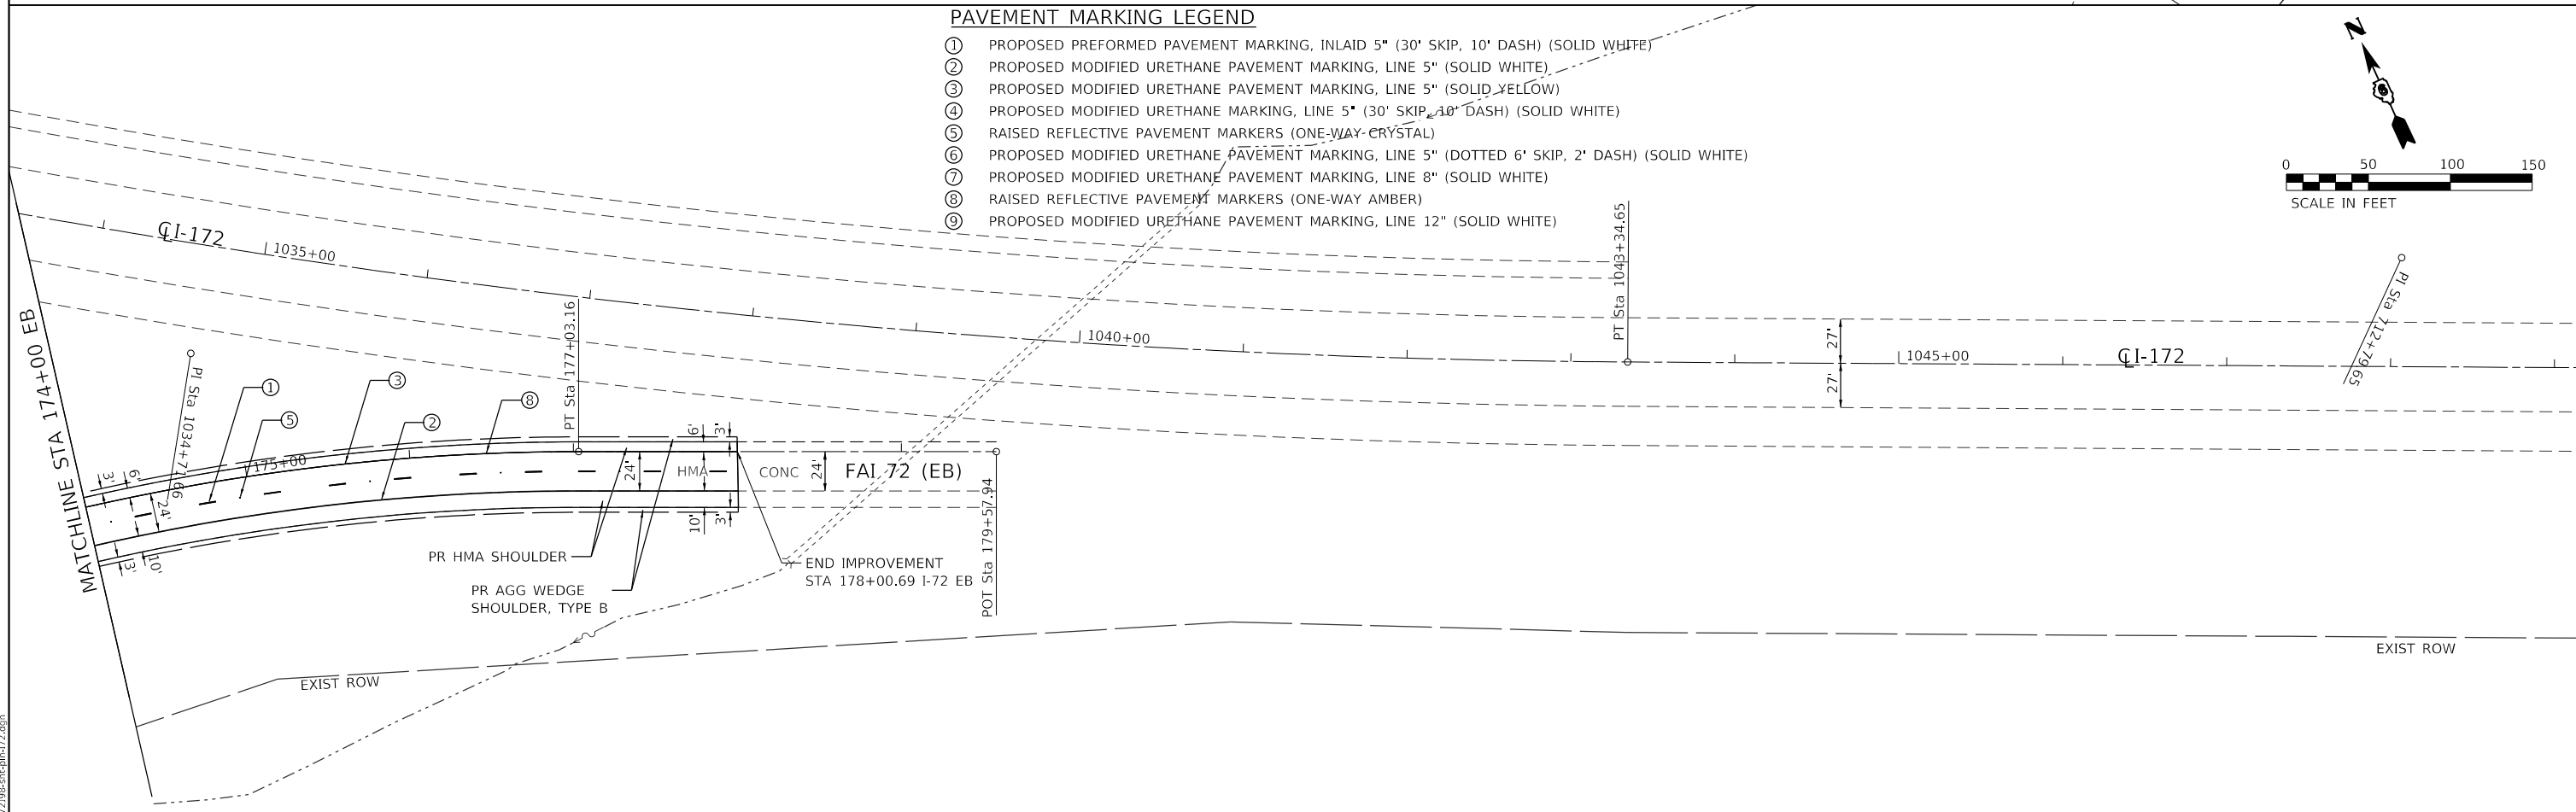 PAVEMENT MARKING LEGEND
1 PROPOSED PREFORMED PAVEMENT MARKING, INLAID 5" (30' SKIP, 10' DASH) (SOLID WHITE)
2 PROPOSED MODIFIED URETHANE PAVEMENT MARKING, LINE 5" (SOLID WHITE)
3 PROPOSED MODIFIED URETHANE PAVEMENT MARKING, LINE 5" (SOLID YELLOW)
4 PROPOSED MODIFIED URETHANE MARKING, LINE 5" (30' SKIP, 10' DASH) (SOLID WHITE)
5 RAISED REFLECTIVE PAVEMENT MARKERS (ONE-WAY CRYSTAL)
6 PROPOSED MODIFIED URETHANE PAVEMENT MARKING, LINE 5" (DOTTED 6' SKIP, 2' DASH) (SOLID WHITE)
7 PROPOSED MODIFIED URETHANE PAVEMENT MARKING, LINE 8" (SOLID WHITE)
8 RAISED REFLECTIVE PAVEMENT MARKERS (ONE-WAY AMBER)
9 PROPOSED MODIFIED URETHANE PAVEMENT MARKING, LINE 12" (SOLID WHITE)
N
0 50 100 150
SCALE IN FEET
℄ I-172
1035+00
1040+00
PT Sta 1043+34.65
27'
27'
1045+00
℄ I-172
PI Sta 712+79.65
MATCHLINE STA 174+00 EB
PI Sta 1034+71.66
1
5
3
2
8
PT Sta 177+03.16
175+00
3'
6'
24'
3'
10'
6'
3'
24'
HMA
CONC
24'
FAI 72 (EB)
10'
3'
POT Sta 179+57.94
PR HMA SHOULDER
PR AGG WEDGE
SHOULDER, TYPE B
END IMPROVEMENT
STA 178+00.69 I-72 EB
EXIST ROW
EXIST ROW